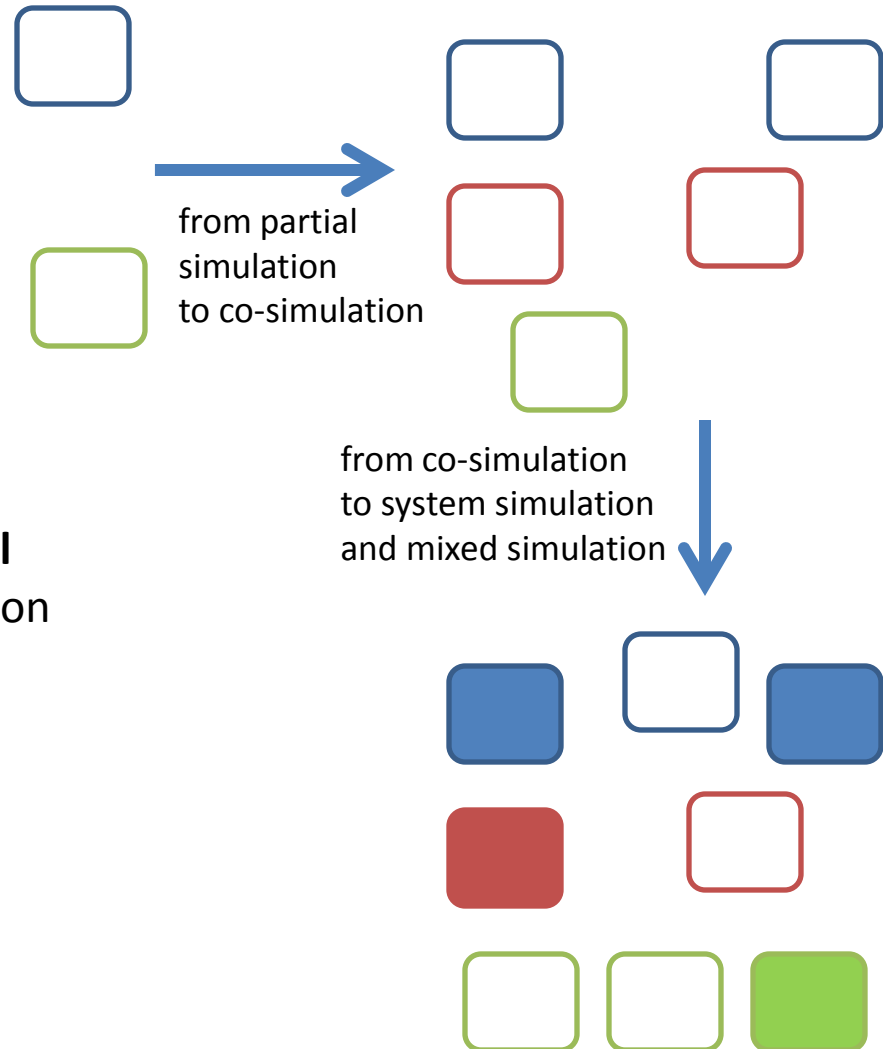 from partial
simulation
to co-simulation
from co-simulation
to system simulation
and mixed simulation
l
on